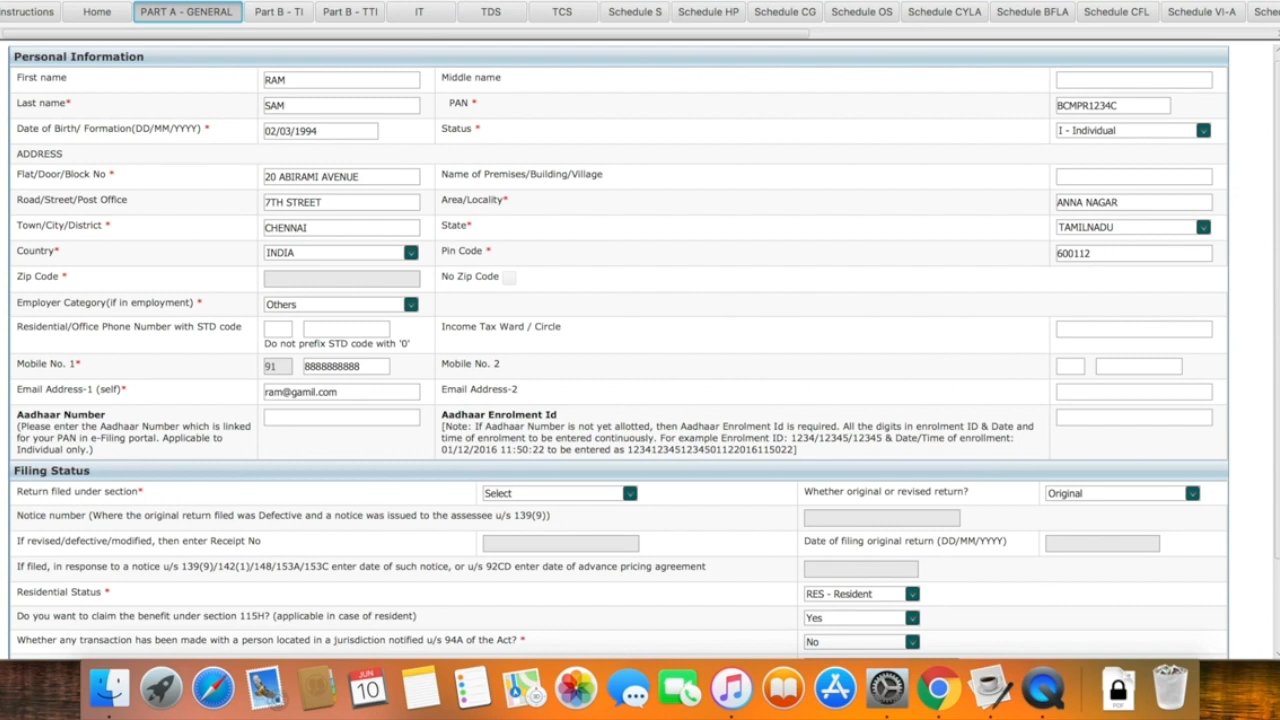 nstructions Home PART A - GENERAL Part B - TI Part B - TTI IT TDS TCS Schedule S Schedule HP Schedule CG Schedule OS Schedule CYLA Schedule BFLA Schedule CFL Schedule VI-A Sche
Personal Information
First name RAM Middle name
Last name* SAM PAN * BCMPR1234C
Date of Birth/ Formation(DD/MM/YYYY) * 02/03/1994 Status * I - Individual
ADDRESS
Flat/Door/Block No * 20 ABIRAMI AVENUE Name of Premises/Building/Village
Road/Street/Post Office 7TH STREET Area/Locality* ANNA NAGAR
Town/City/District * CHENNAI State* TAMILNADU
Country* INDIA Pin Code * 600112
Zip Code * No Zip Code
Employer Category(if in employment) * Others
Residential/Office Phone Number with STD code Income Tax Ward / Circle
Do not prefix STD code with '0'
Mobile No. 1* 91 8888888888 Mobile No. 2
Email Address-1 (self)* ram@gamil.com Email Address-2
Aadhaar Number
(Please enter the Aadhaar Number which is linked
for your PAN in e-Filing portal. Applicable to
Individual only.)
Aadhaar Enrolment Id
[Note: If Aadhaar Number is not yet allotted, then Aadhaar Enrolment Id is required. All the digits in enrolment ID & Date and
time of enrolment to be entered continuously. For example Enrolment ID: 1234/12345/12345 & Date/Time of enrollment:
01/12/2016 11:50:22 to be entered as 1234123451234501122016115022]
Filing Status
Return filed under section* Select Whether original or revised return? Original
Notice number (Where the original return filed was Defective and a notice was issued to the assessee u/s 139(9))
If revised/defective/modified, then enter Receipt No Date of filing original return (DD/MM/YYYY)
If filed, in response to a notice u/s 139(9)/142(1)/148/153A/153C enter date of such notice, or u/s 92CD enter date of advance pricing agreement
Residential Status * RES - Resident
Do you want to claim the benefit under section 115H? (applicable in case of resident) Yes
Whether any transaction has been made with a person located in a jurisdiction notified u/s 94A of the Act? * No
JUN
10
PDF